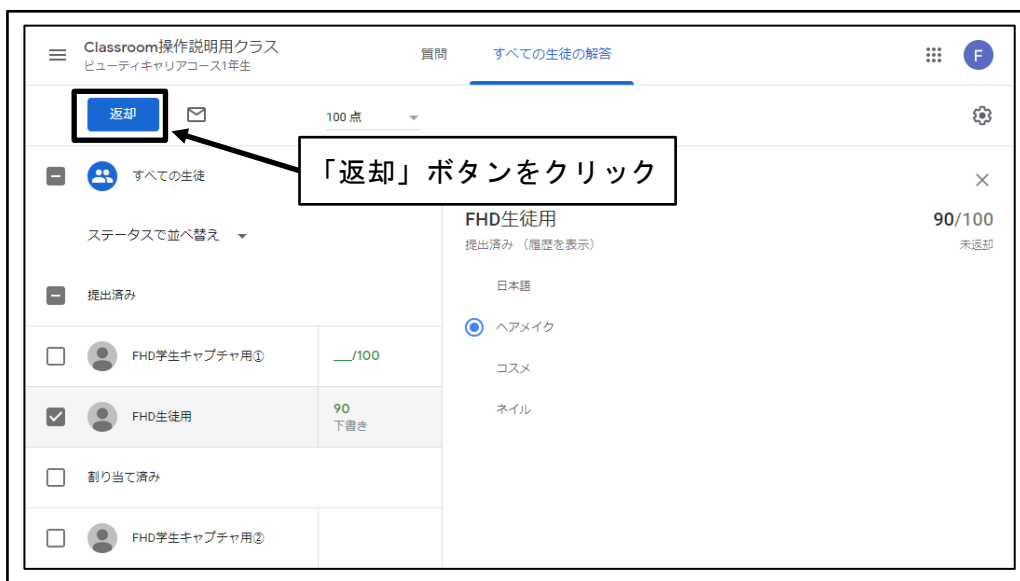 Classroom操作説明用クラス
ビューティキャリアコース1年生
質問
すべての生徒の解答
F
返却
100 点
「返却」ボタンをクリック
すべての生徒
ステータスで並べ替え
FHD生徒用
90/100
提出済み （履歴を表示）
未返却
提出済み
日本語
ヘアメイク
コスメ
ネイル
FHD学生キャプチャ用①
__/100
FHD生徒用
90
下書き
割り当て済み
FHD学生キャプチャ用②